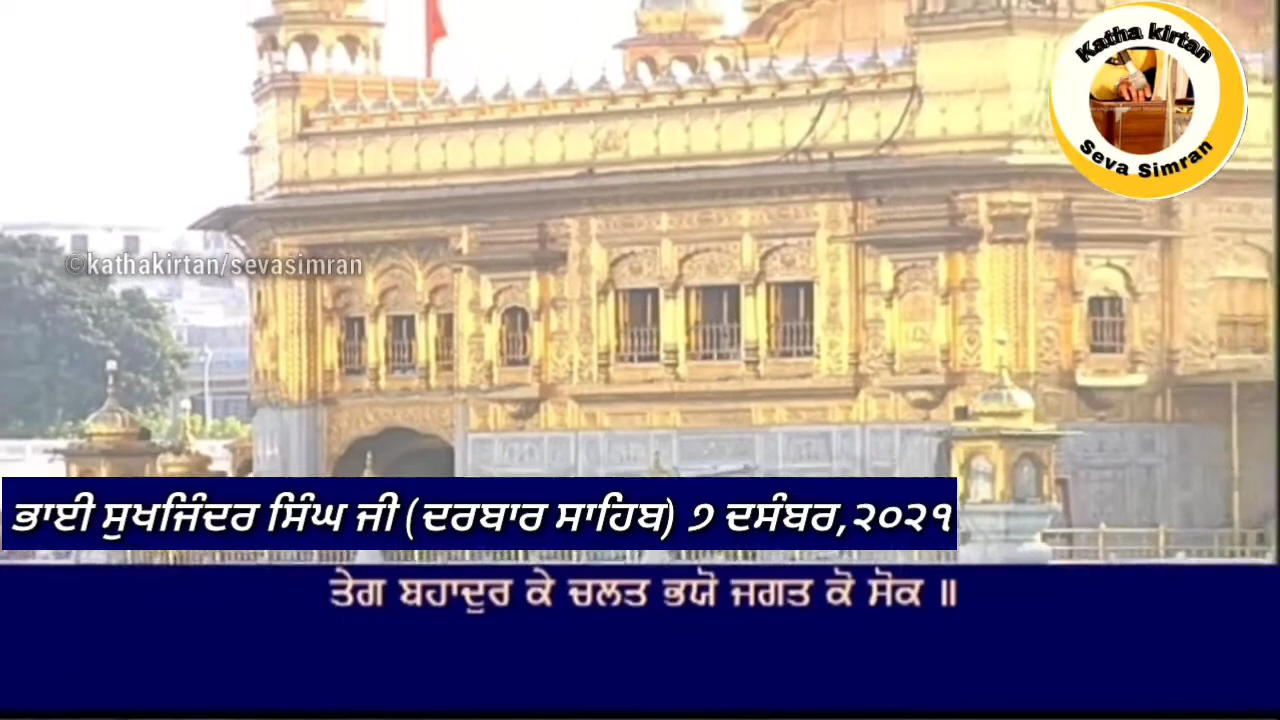 Katha kirtan
Seva Simran
©kathakirtan/sevasimran
ਭਾਈ ਸੁਖਜਿੰਦਰ ਸਿੰਘ ਜੀ (ਦਰਬਾਰ ਸਾਹਿਬ) ੭ ਦਸੰਬਰ,੨੦੨੧
ਤੇਗ ਬਹਾਦੁਰ ਕੇ ਚਲਤ ਭਯੋ ਜਗਤ ਕੋ ਸੋਕ ॥